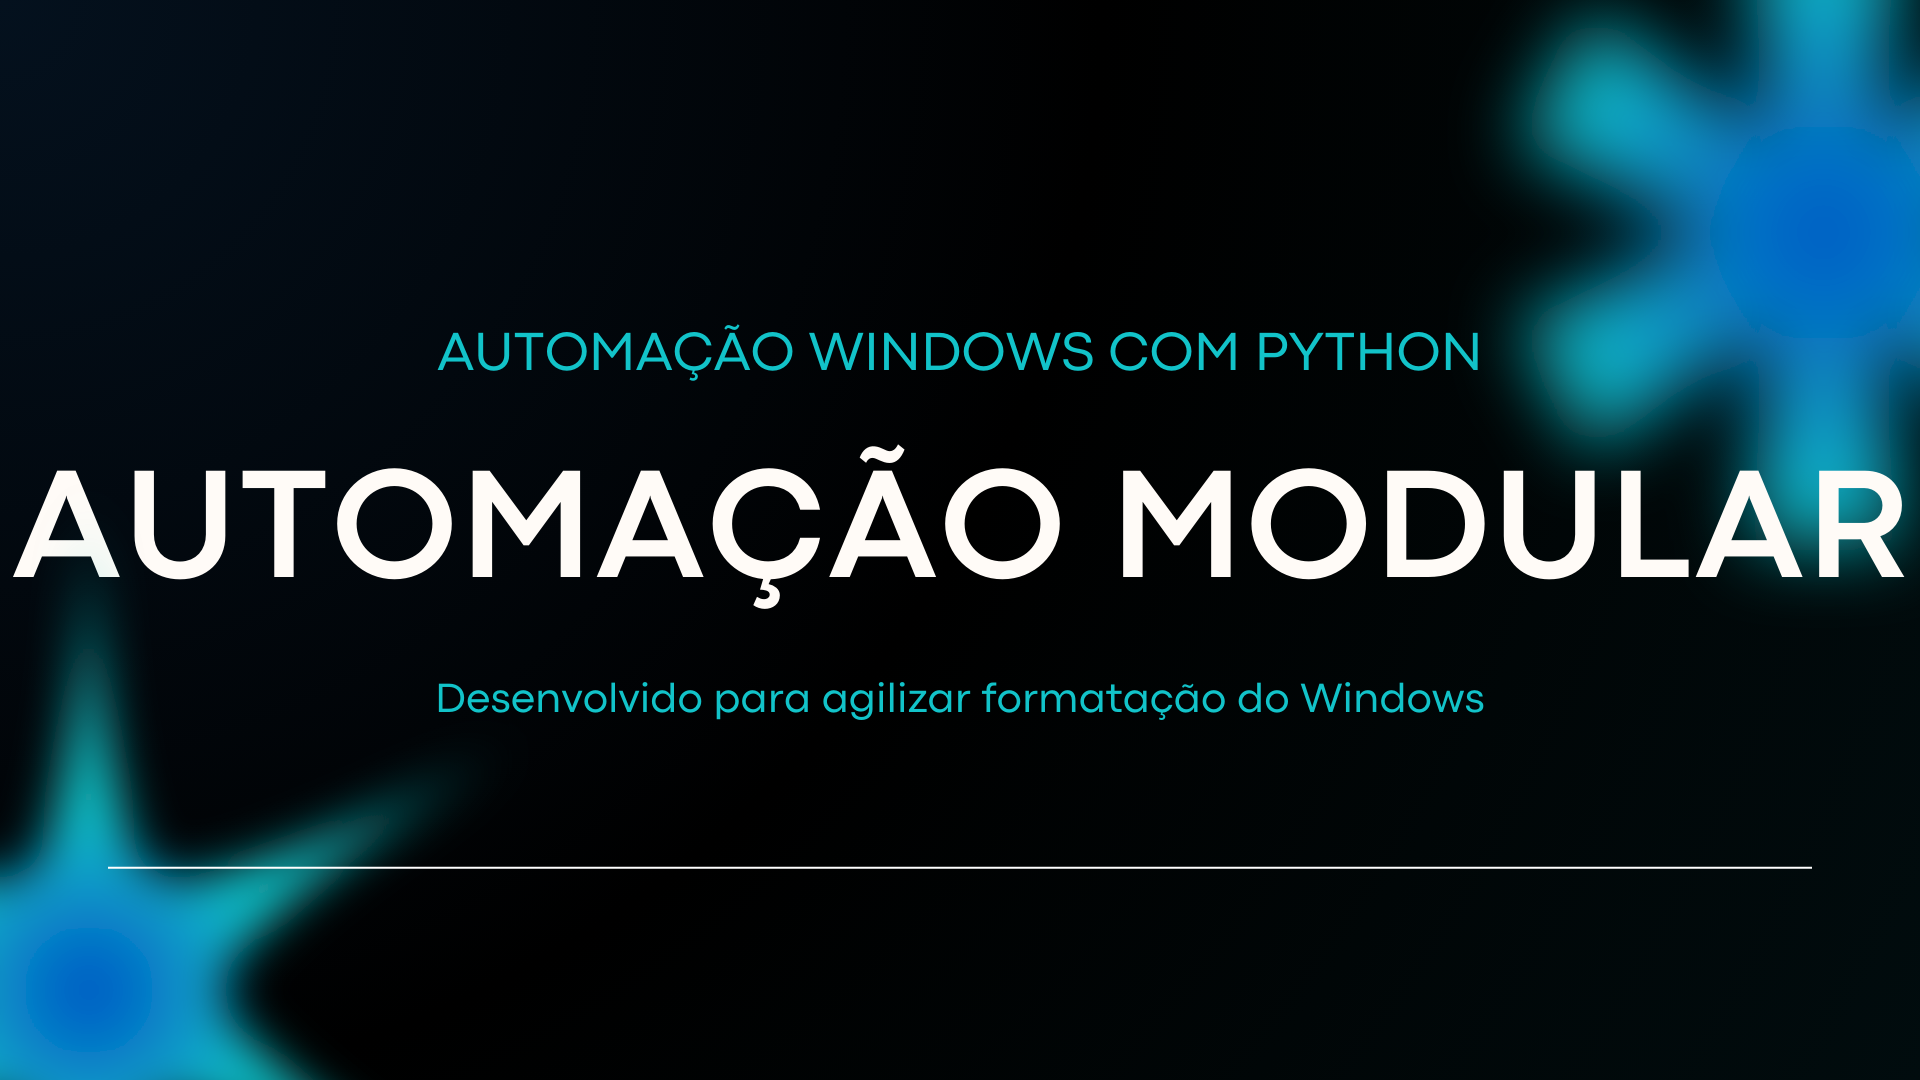 AUTOMAÇÃO WINDOWS COM PYTHON
AUTOMAÇÃO MODULAR
Desenvolvido para agilizar formatação do Windows